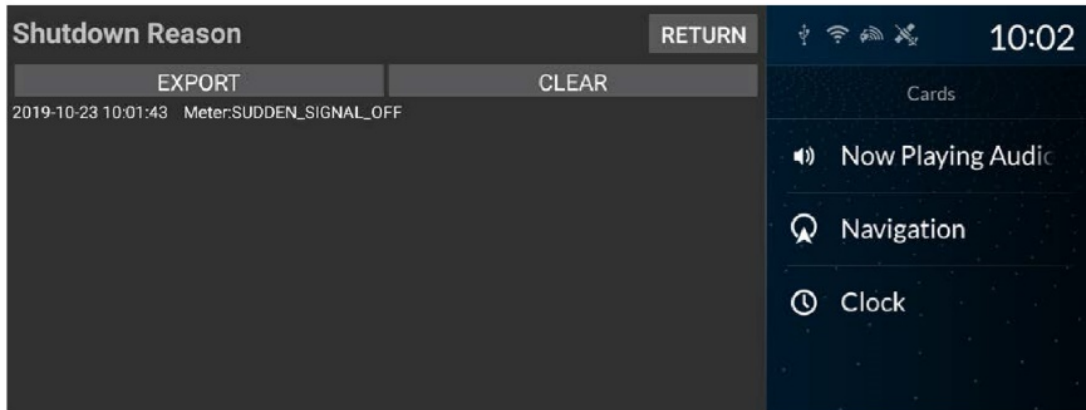 Shutdown Reason
RETURN
EXPORT
CLEAR
2019-10-23 10:01:43 Meter:SUDDEN_SIGNAL_OFF
10:02
Cards
Now Playing Audio
Navigation
Clock